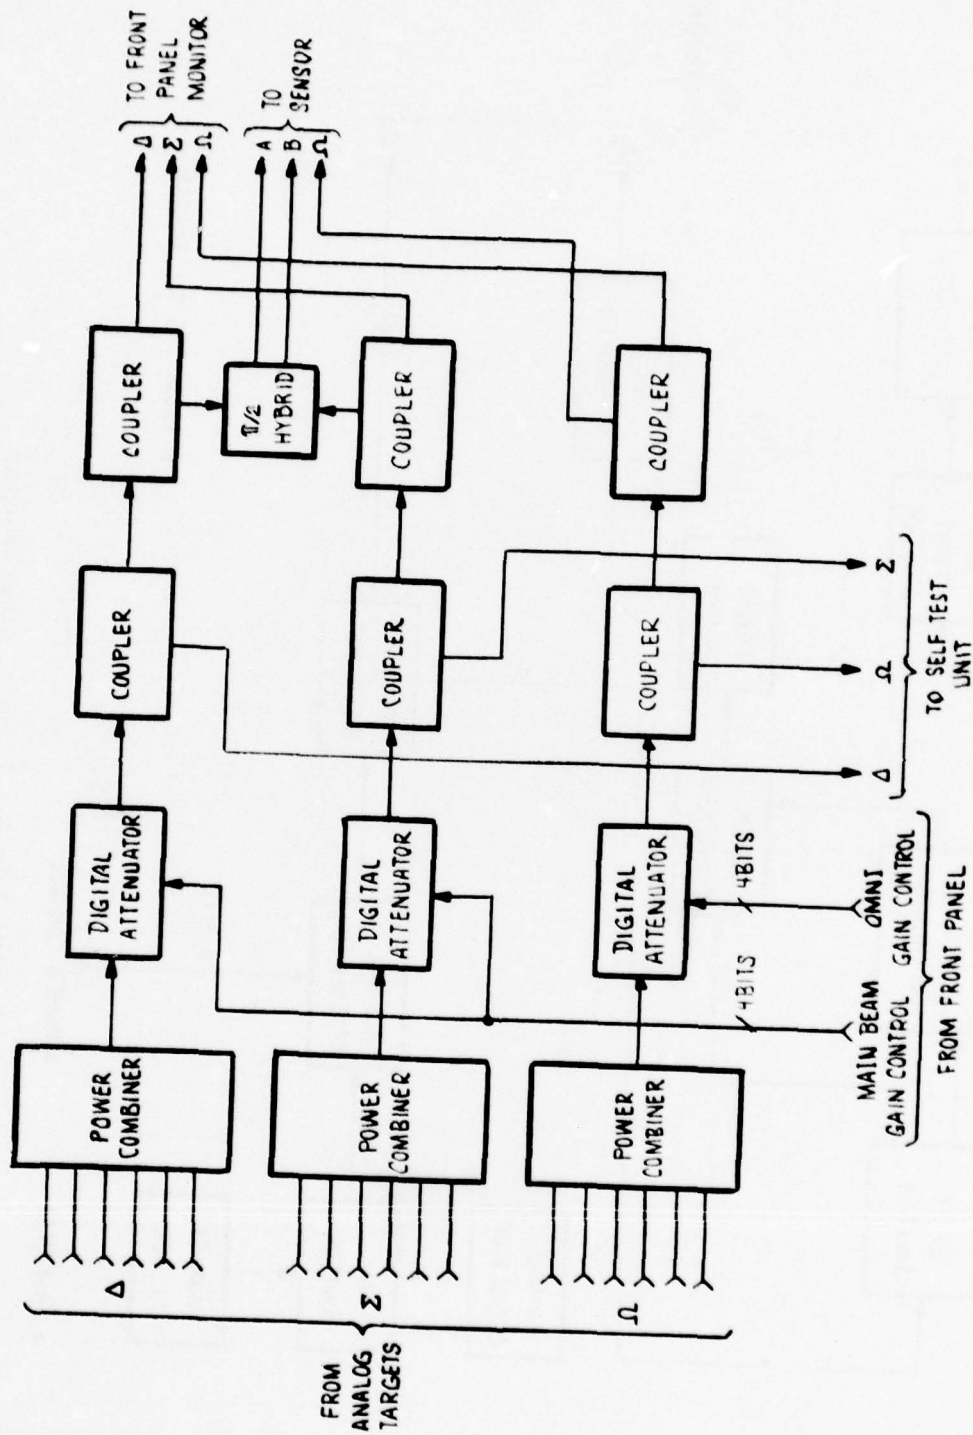 FROM
ANALOG
TARGETS
Δ
Σ
Ω
POWER
COMBINER
POWER
COMBINER
POWER
COMBINER
DIGITAL
ATTENUATOR
DIGITAL
ATTENUATOR
DIGITAL
ATTENUATOR
4BITS
4BITS
MAIN BEAM
GAIN CONTROL
OMNI
GAIN CONTROL
FROM FRONT PANEL
COUPLER
COUPLER
COUPLER
Δ
Ω
Σ
TO SELF TEST
UNIT
COUPLER
π/2
HYBRID
COUPLER
COUPLER
Δ
Σ
Ω
TO FRONT
PANEL
MONITOR
A
B
Ω
TO
SENSOR